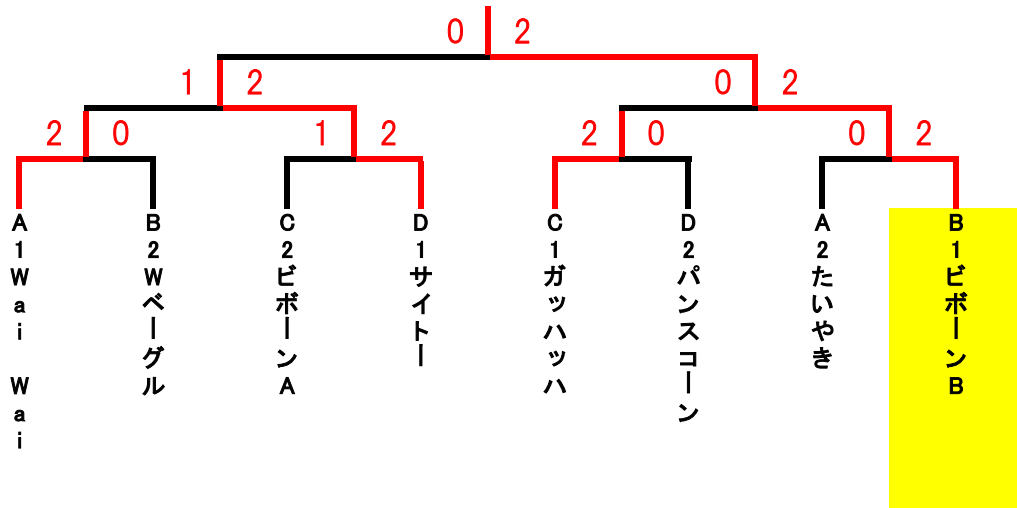 0 2
1 2
0 2
2 0
1 2
2 0
0 2
A1Wai Wai
B2Wベーグル
C2ビボーンA
D1サイトー
C1ガッハッハ
D2パンスコーン
A2たいやき
B1ビボーンB